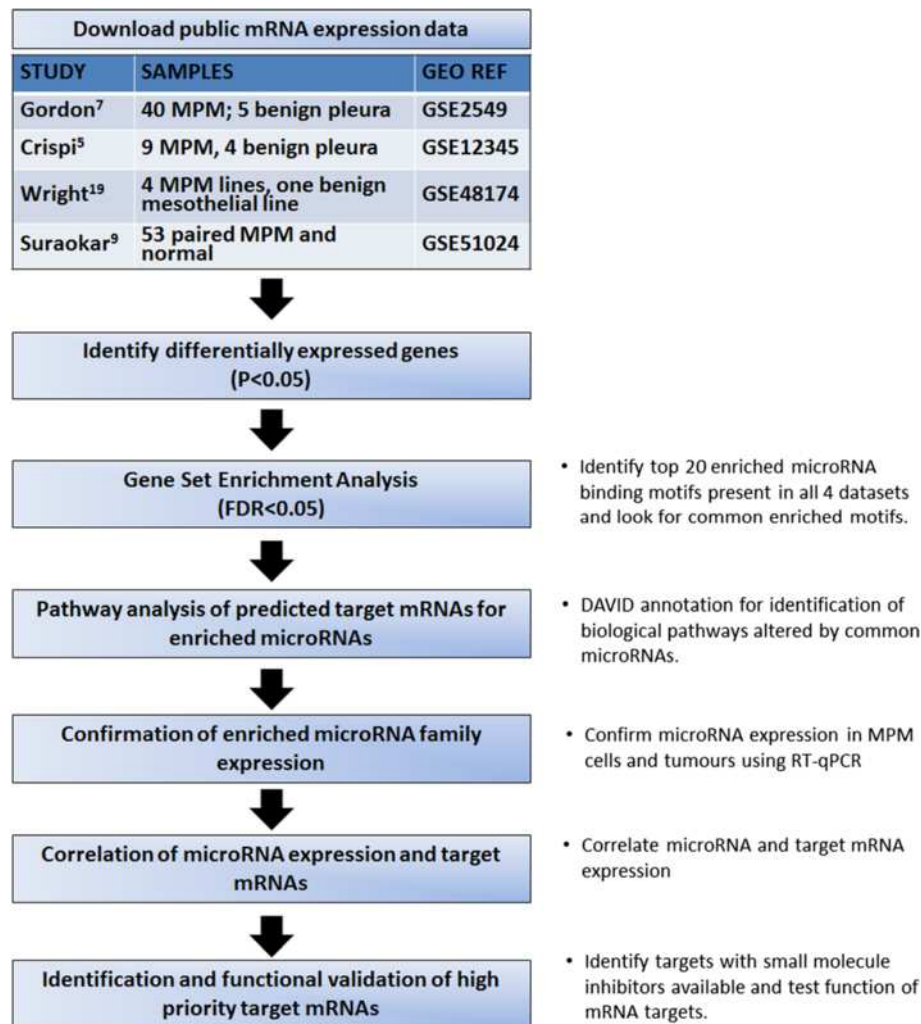 Download public mRNA expression data
STUDY SAMPLES GEO REF
Gordon⁷ 40 MPM; 5 benign pleura GSE2549
Crispi⁵ 9 MPM, 4 benign pleura GSE12345
Wright¹⁹ 4 MPM lines, one benign mesothelial line GSE48174
Suraokar⁹ 53 paired MPM and normal GSE51024
Identify differentially expressed genes
(P<0.05)
Gene Set Enrichment Analysis
(FDR<0.05)
• Identify top 20 enriched microRNA
binding motifs present in all 4 datasets
and look for common enriched motifs.
Pathway analysis of predicted target mRNAs for
enriched microRNAs
• DAVID annotation for identification of
biological pathways altered by common
microRNAs.
Confirmation of enriched microRNA family
expression
• Confirm microRNA expression in MPM
cells and tumours using RT-qPCR
Correlation of microRNA expression and target
mRNAs
• Correlate microRNA and target mRNA
expression
Identification and functional validation of high
priority target mRNAs
• Identify targets with small molecule
inhibitors available and test function of
mRNA targets.